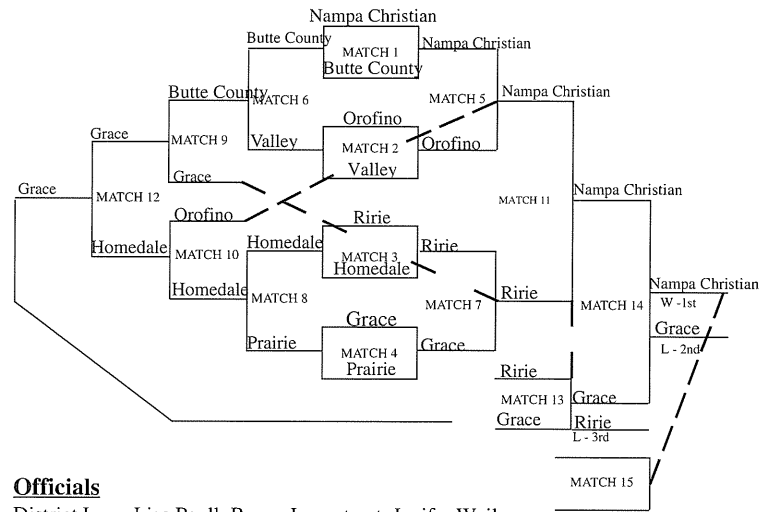 Nampa Christian
Butte County
MATCH 1
Nampa Christian
Butte County
Butte County
MATCH 6
MATCH 5
Nampa Christian
Orofino
Grace
MATCH 9
Valley
MATCH 2
Orofino
Valley
Grace
Grace
MATCH 12
MATCH 11
Nampa Christian
Orofino
Ririe
Homedale
MATCH 10
Homedale
MATCH 3
Ririe
Homedale
Nampa Christian
Homedale
MATCH 8
MATCH 7
Ririe
MATCH 14
W -1st
Grace
Grace
L - 2nd
Prairie
MATCH 4
Grace
Prairie
Ririe
MATCH 13
Grace
Grace
Ririe
L - 3rd
MATCH 15
Officials